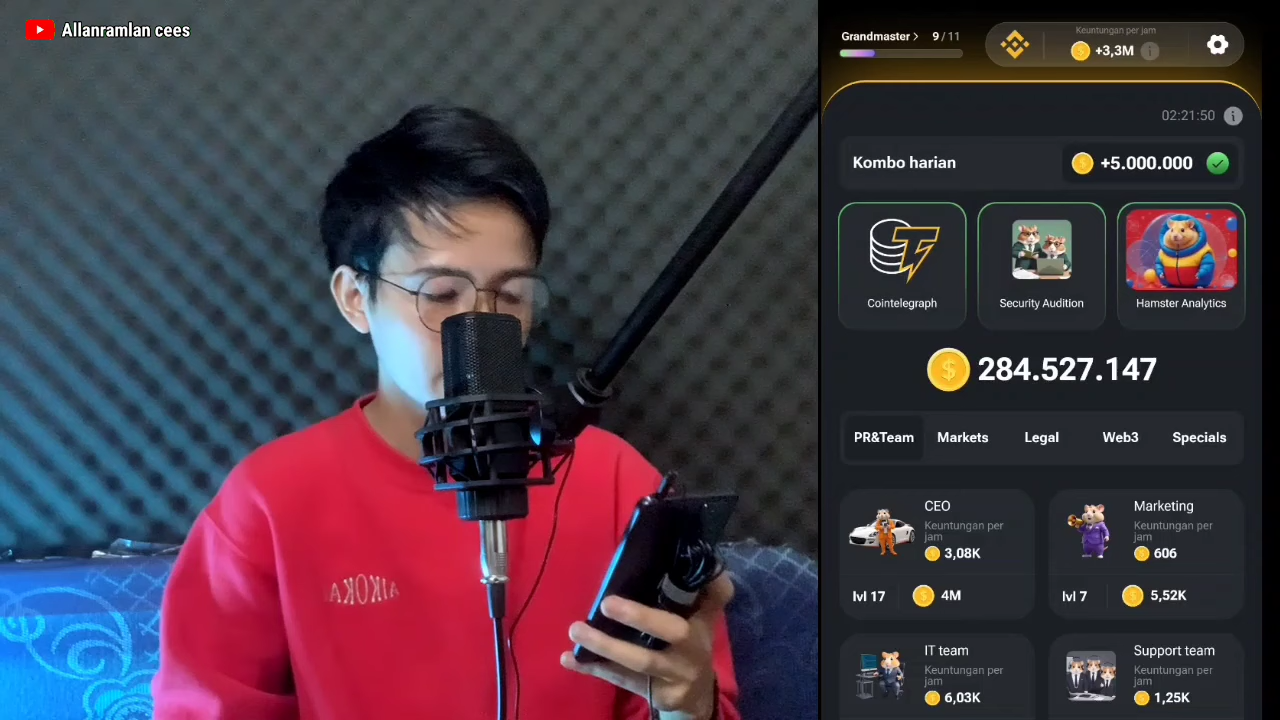 Allanramlan cees
Grandmaster > 9 / 11
Keuntungan per jam
+3,3M
02:21:50
Kombo harian
+5.000.000
Cointelegraph
Security Audition
Hamster Analytics
284.527.147
PR&Team Markets Legal Web3 Specials
CEO
Keuntungan per
jam
3,08K
lvl 17 4M
Marketing
Keuntungan per
jam
606
lvl 7 5,52K
IT team
Keuntungan per
jam
6,03K
Support team
Keuntungan per
jam
1,25K
AIKOKA